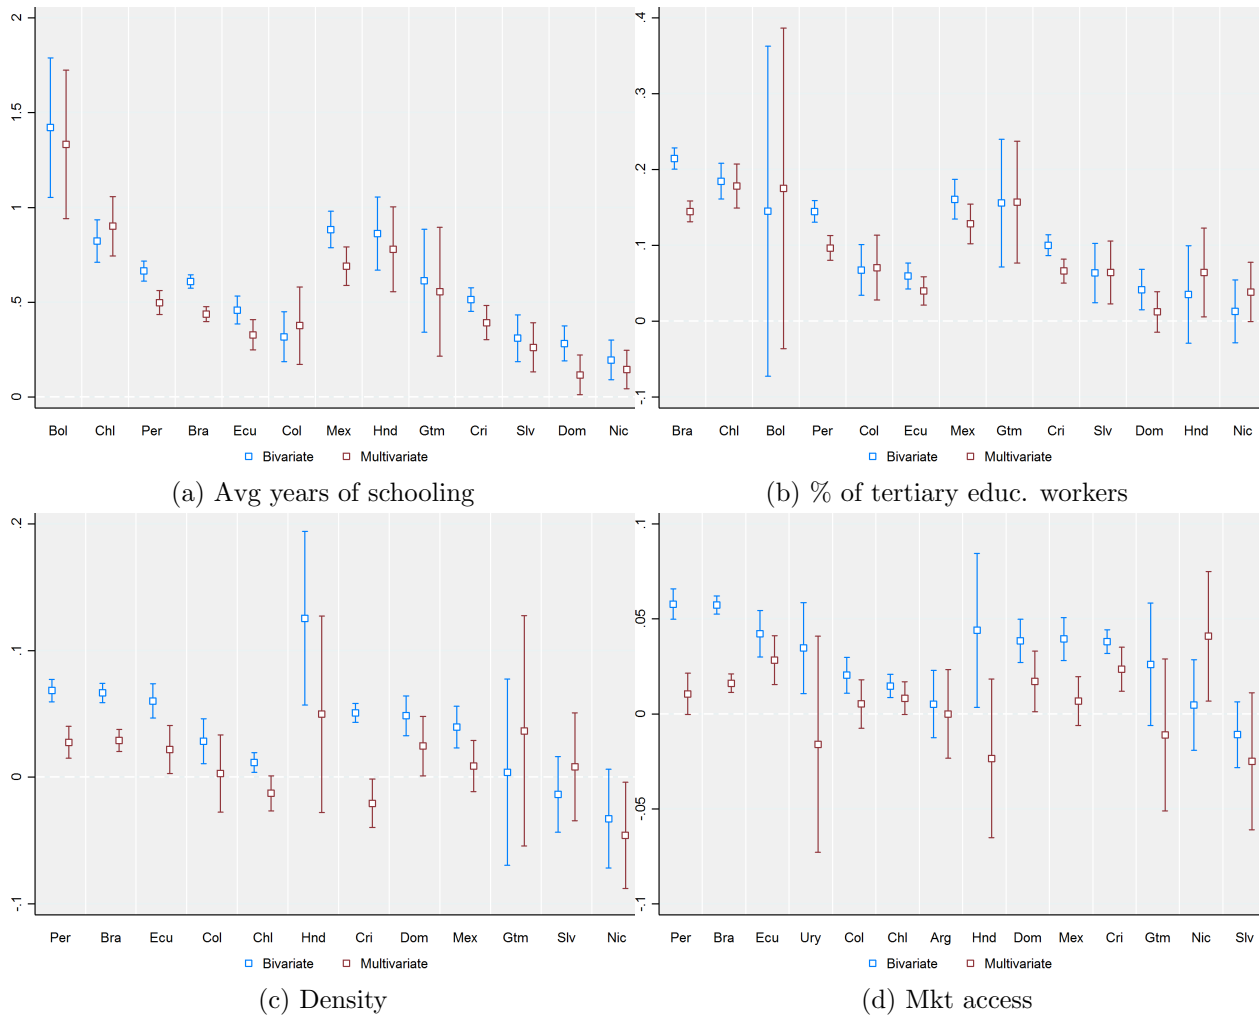 2
1.5
1
.5
0
Bol Chl Per Bra Ecu Col Mex Hnd Gtm Cri Slv Dom Nic
Bivariate Multivariate
(a) Avg years of schooling
.4
.3
.2
.1
0
-.1
Bra Chl Bol Per Col Ecu Mex Gtm Cri Slv Dom Hnd Nic
Bivariate Multivariate
(b) % of tertiary educ. workers
.2
.1
0
-.1
Per Bra Ecu Col Chl Hnd Cri Dom Mex Gtm Slv Nic
Bivariate Multivariate
(c) Density
.1
.05
0
-.05
-.1
Per Bra Ecu Ury Col Chl Arg Hnd Dom Mex Cri Gtm Nic Slv
Bivariate Multivariate
(d) Mkt access